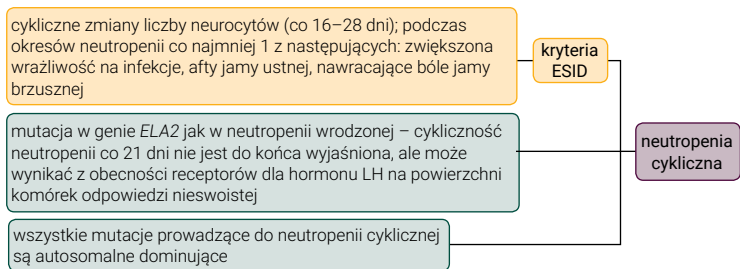 cykliczne zmiany liczby neurocytów (co 16–28 dni); podczas
okresów neutropenii co najmniej 1 z następujących: zwiększona
wrażliwość na infekcje, afty jamy ustnej, nawracające bóle jamy
brzusznej
kryteria
ESID
mutacja w genie ELA2 jak w neutropenii wrodzonej – cykliczność
neutropenii co 21 dni nie jest do końca wyjaśniona, ale może
wynikać z obecności receptorów dla hormonu LH na powierzchni
komórek odpowiedzi nieswoistej
neutropenia
cykliczna
wszystkie mutacje prowadzące do neutropenii cyklicznej
są autosomalne dominujące